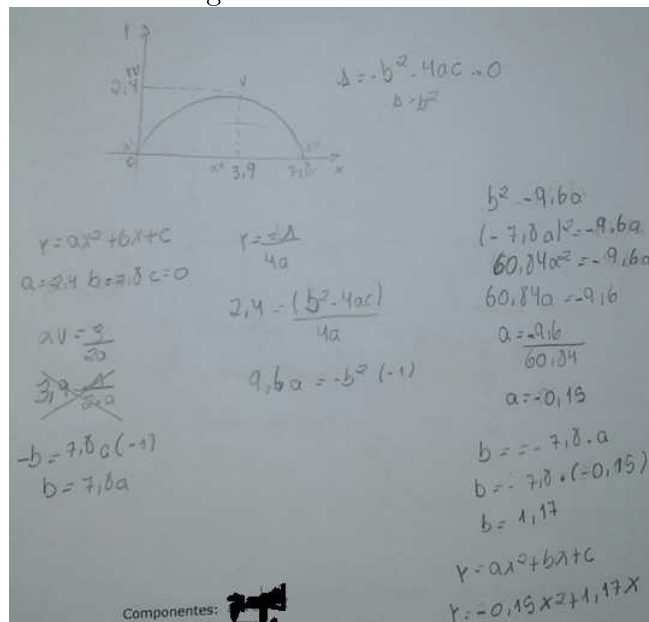 Y
2,4
V
0
3,9
7,8
x
Δ = -b² - 4ac → 0
Δ = b²
Y = ax² + bx + c
a = 2,4 b = 7,8 c = 0
-b = 7,8a (-1)
b = 7,8a
Y = -Δ
4a
2,4 = (b² - 4ac)
4a
9,6a = -b² (-1)
b² - 9,6a
(-7,8a)² = -9,6a
60,84a² = -9,6a
60,84a = -9,6
a = -9,6
60,84
a = -0,15
b = = - 7,8 . a
b = - 7,8 . (-0,15)
b = 1,17
Y = ax² + bx + c
Y = -0,15x2 + 1,17x
Componentes: